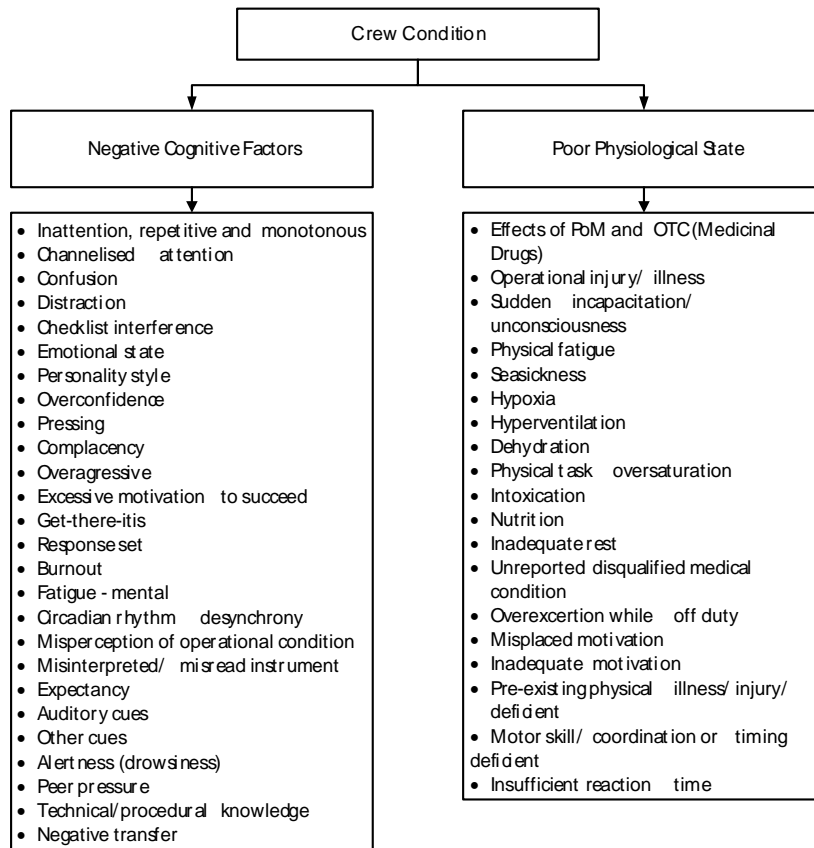 Crew Condition
Negative Cognitive Factors
Poor Physiological State
• Inattention, repetitive and monotonous
• Channelised attention
• Confusion
• Distraction
• Checklist interference
• Emotional state
• Personality style
• Overconfidence
• Pressing
• Complacency
• Overagressive
• Excessive motivation to succeed
• Get-there-itis
• Response set
• Burnout
• Fatigue - mental
• Circadian rhythm desynchrony
• Misperception of operational condition
• Misinterpreted/ misread instrument
• Expectancy
• Auditory cues
• Other cues
• Alertness (drowsiness)
• Peer pressure
• Technical/procedural knowledge
• Negative transfer
• Effects of PoM and OTC (Medicinal
Drugs)
• Operational injury/ illness
• Sudden incapacitation/
unconsciousness
• Physical fatigue
• Seasickness
• Hypoxia
• Hyperventilation
• Dehydration
• Physical task oversaturation
• Intoxication
• Nutrition
• Inadequate rest
• Unreported disqualified medical
condition
• Overexcertion while off duty
• Misplaced motivation
• Inadequate motivation
• Pre-existing physical illness/ injury/
deficient
• Motor skill/ coordination or timing
deficient
• Insufficient reaction time